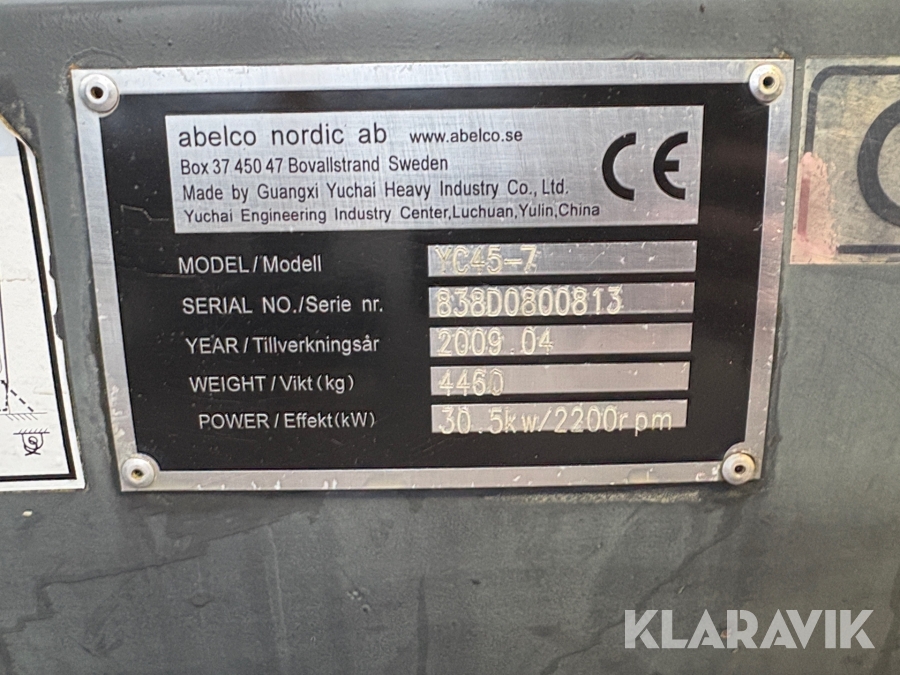 abelco nordic ab www.abelco.se
Box 37 450 47 Bovallstrand Sweden
Made by Guangxi Yuchai Heavy Industry Co., Ltd.
Yuchai Engineering Industry Center,Luchuan,Yulin,China
CE
MODEL/Modell YC45-7
SERIAL NO./Serie nr. 838D0800813
YEAR/Tillverkningsår 2009.04
WEIGHT/Vikt(kg) 4460
POWER/Effekt(kW) 30.5kw/2200rpm
KLARAVIK